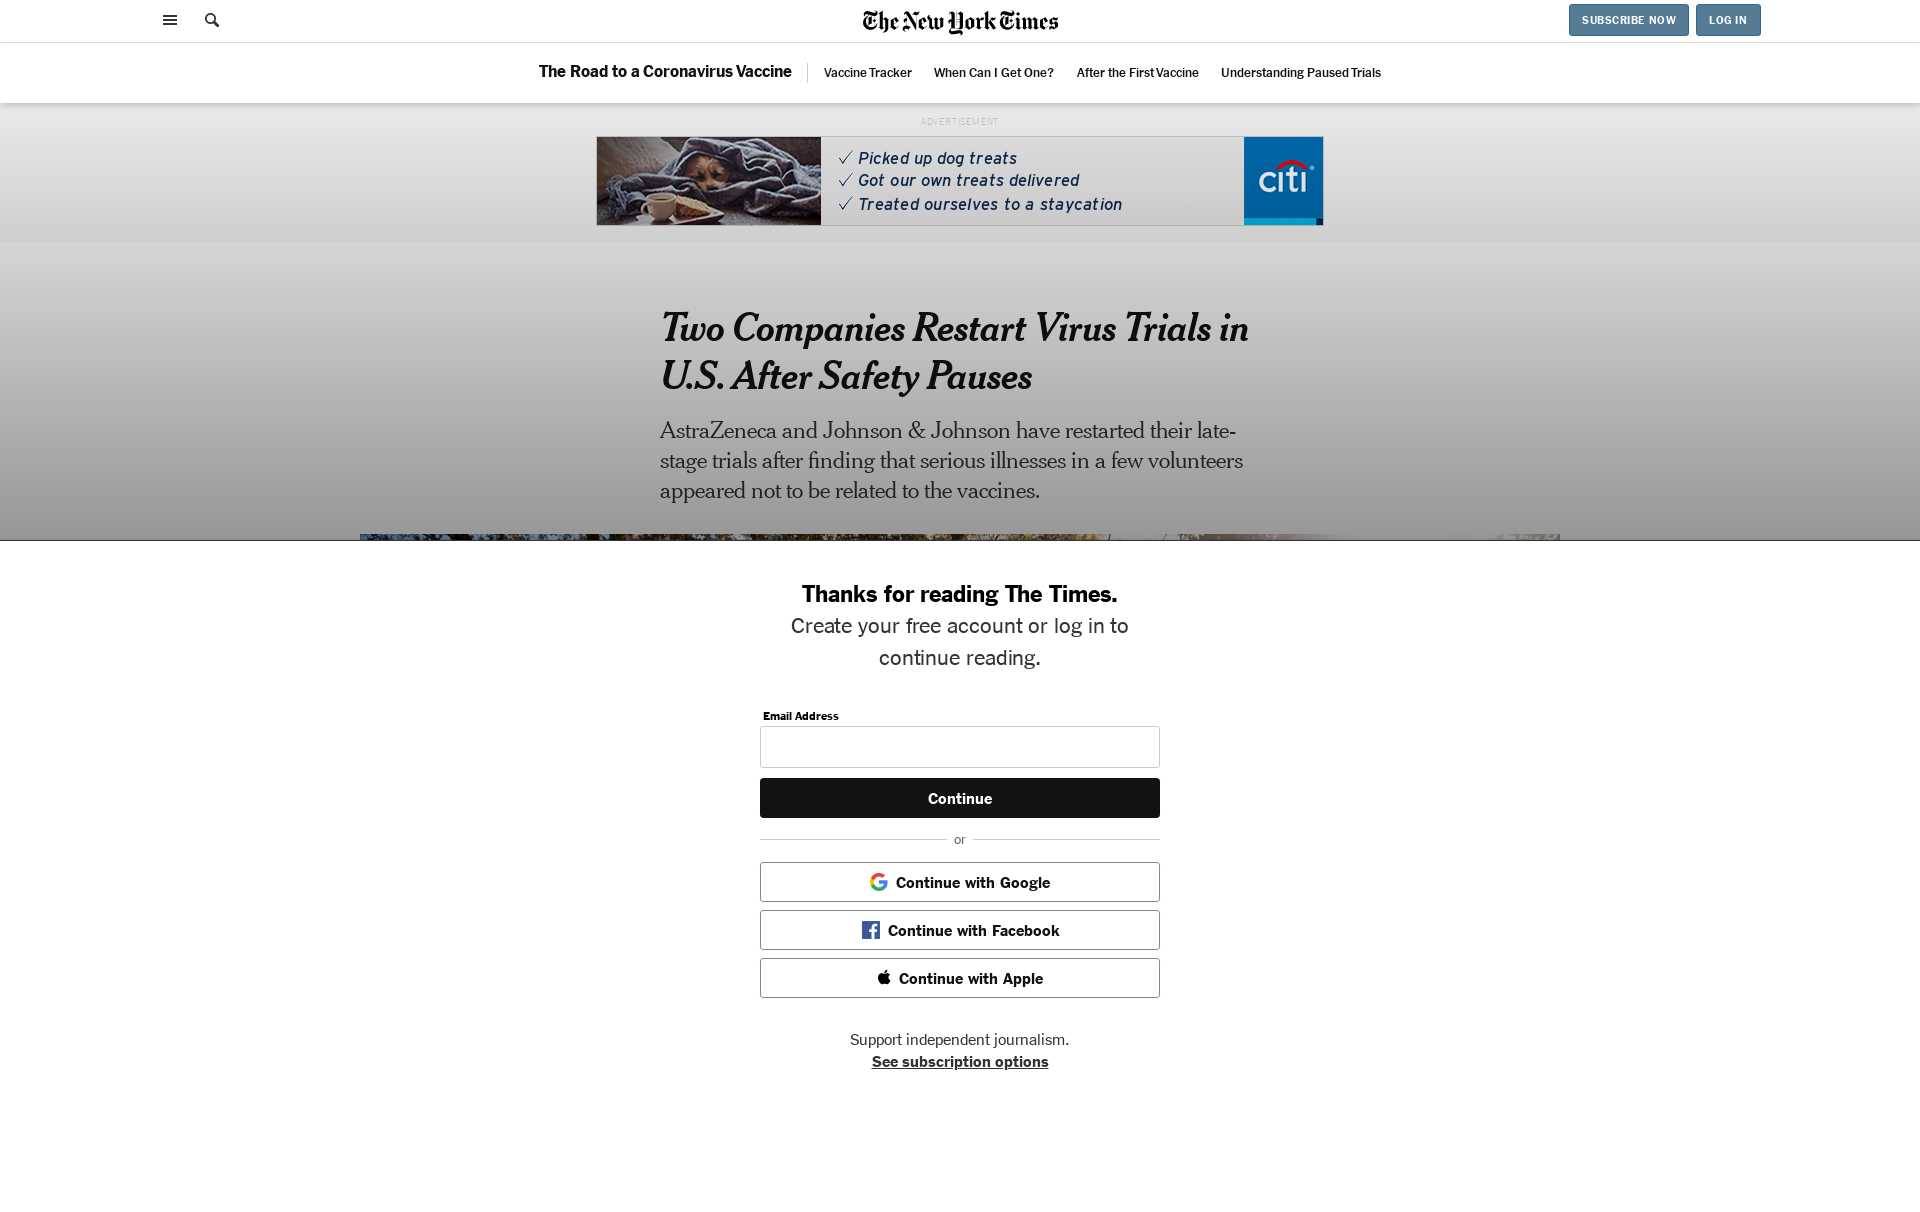 The New York Times
SUBSCRIBE NOW
LOG IN
The Road to a Coronavirus Vaccine
Vaccine Tracker
When Can I Get One?
After the First Vaccine
Understanding Paused Trials
ADVERTISEMENT
Picked up dog treats
Got our own treats delivered
Treated ourselves to a staycation
citi
Two Companies Restart Virus Trials in
U.S. After Safety Pauses
AstraZeneca and Johnson & Johnson have restarted their late-
stage trials after finding that serious illnesses in a few volunteers
appeared not to be related to the vaccines.
Thanks for reading The Times.
Create your free account or log in to
continue reading.
Email Address
Continue
or
Continue with Google
Continue with Facebook
Continue with Apple
Support independent journalism.
See subscription options